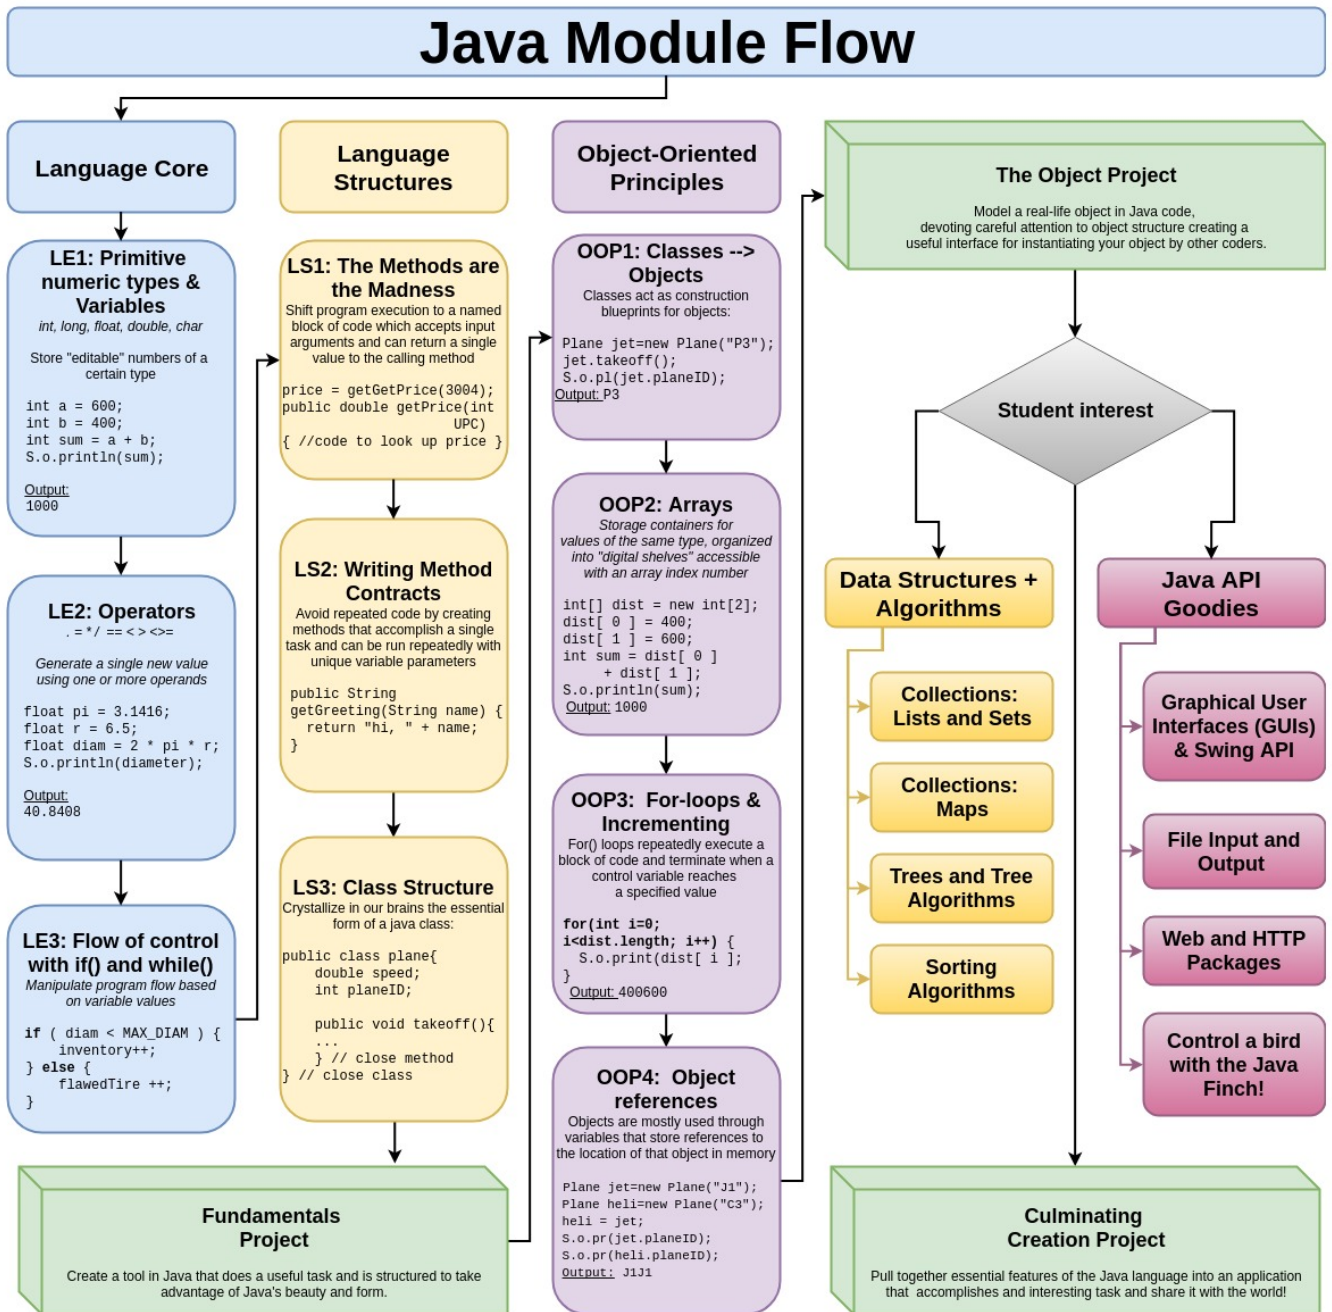 Java Module Flow
Language Core
LE1: Primitive
numeric types &
Variables
int, long, float, double, char
Store "editable" numbers of a
certain type
int a = 600;
int b = 400;
int sum = a + b;
S.o.println(sum);
Output:
1000
LE2: Operators
. = */ == < > <>=
Generate a single new value
using one or more operands
float pi = 3.1416;
float r = 6.5;
float diam = 2 * pi * r;
S.o.println(diameter);
Output:
40.8408
LE3: Flow of control
with if() and while()
Manipulate program flow based
on variable values
if ( diam < MAX_DIAM ) {
inventory++;
} else {
flawedTire ++;
}
Language
Structures
LS1: The Methods are
the Madness
Shift program execution to a named
block of code which accepts input
arguments and can return a single
value to the calling method
price = getGetPrice(3004);
public double getPrice(int
UPC)
{ //code to look up price }
LS2: Writing Method
Contracts
Avoid repeated code by creating
methods that accomplish a single
task and can be run repeatedly with
unique variable parameters
public String
getGreeting(String name) {
return "hi, " + name;
}
LS3: Class Structure
Crystallize in our brains the essential
form of a java class:
public class plane{
double speed;
int planeID;
public void takeoff(){
...
} // close method
} // close class
Fundamentals
Project
Create a tool in Java that does a useful task and is structured to take
advantage of Java's beauty and form.
Object-Oriented
Principles
OOP1: Classes -->
Objects
Classes act as construction
blueprints for objects:
Plane jet=new Plane("P3");
jet.takeoff();
S.o.pl(jet.planeID);
Output: P3
OOP2: Arrays
Storage containers for
values of the same type, organized
into "digital shelves" accessible
with an array index number
int[] dist = new int[2];
dist[ 0 ] = 400;
dist[ 1 ] = 600;
int sum = dist[ 0 ]
+ dist[ 1 ];
S.o.println(sum);
Output: 1000
OOP3: For-loops &
Incrementing
For() loops repeatedly execute a
block of code and terminate when a
control variable reaches
a specified value
for(int i=0;
i<dist.length; i++) {
S.o.print(dist[ i ];
}
Output: 400600
OOP4: Object
references
Objects are mostly used through
variables that store references to
the location of that object in memory
Plane jet=new Plane("J1");
Plane heli=new Plane("C3");
heli = jet;
S.o.pr(jet.planeID);
S.o.pr(heli.planeID);
Output: J1J1
The Object Project
Model a real-life object in Java code,
devoting careful attention to object structure creating a
useful interface for instantiating your object by other coders.
Student interest
Data Structures +
Algorithms
Collections:
Lists and Sets
Collections:
Maps
Trees and Tree
Algorithms
Sorting
Algorithms
Java API
Goodies
Graphical User
Interfaces (GUIs)
& Swing API
File Input and
Output
Web and HTTP
Packages
Control a bird
with the Java
Finch!
Culminating
Creation Project
Pull together essential features of the Java language into an application
that accomplishes and interesting task and share it with the world!